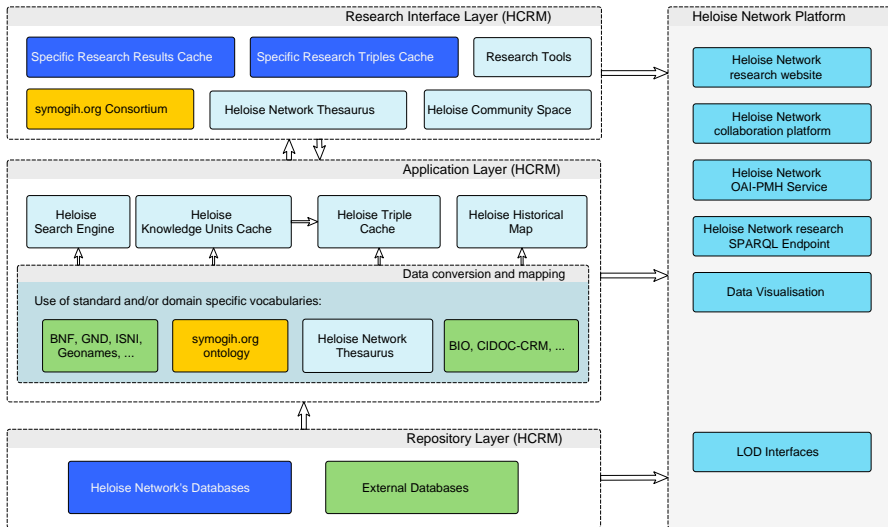 Research Interface Layer (HCRM)
Specific Research Results Cache
Specific Research Triples Cache
Research Tools
symogih.org Consortium
Heloise Network Thesaurus
Heloise Community Space
Application Layer (HCRM)
Heloise
Search Engine
Heloise
Knowledge Units Cache
Heloise Triple
Cache
Heloise Historical
Map
Data conversion and mapping
Use of standard and/or domain specific vocabularies:
BNF, GND, ISNI,
Geonames, ...
symogih.org
ontology
Heloise Network
Thesaurus
BIO, CIDOC-CRM, ...
Repository Layer (HCRM)
Heloise Network's Databases
External Databases
Heloise Network Platform
Heloise Network
research website
Heloise Network
collaboration platform
Heloise Network
OAI-PMH Service
Heloise Network research
SPARQL Endpoint
Data Visualisation
LOD Interfaces